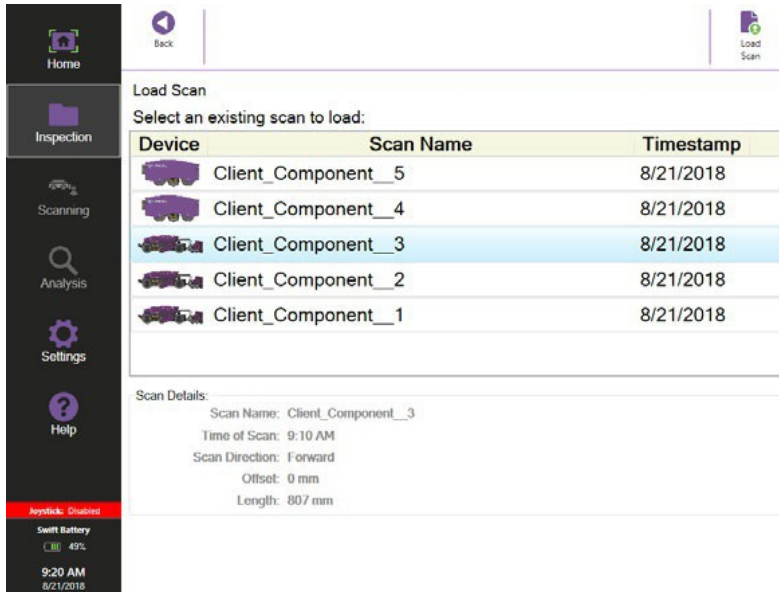 Home
Inspection
Scanning
Analysis
Settings
Help
Joystick: Disabled
Swift Battery
49%
9:20 AM
8/21/2018
Back
Load
Scan
Load Scan
Select an existing scan to load:
Device Scan Name Timestamp
Client_Component__5 8/21/2018
Client_Component__4 8/21/2018
Client_Component__3 8/21/2018
Client_Component__2 8/21/2018
Client_Component__1 8/21/2018
Scan Details:
Scan Name: Client_Component__3
Time of Scan: 9:10 AM
Scan Direction: Forward
Offset: 0 mm
Length: 807 mm